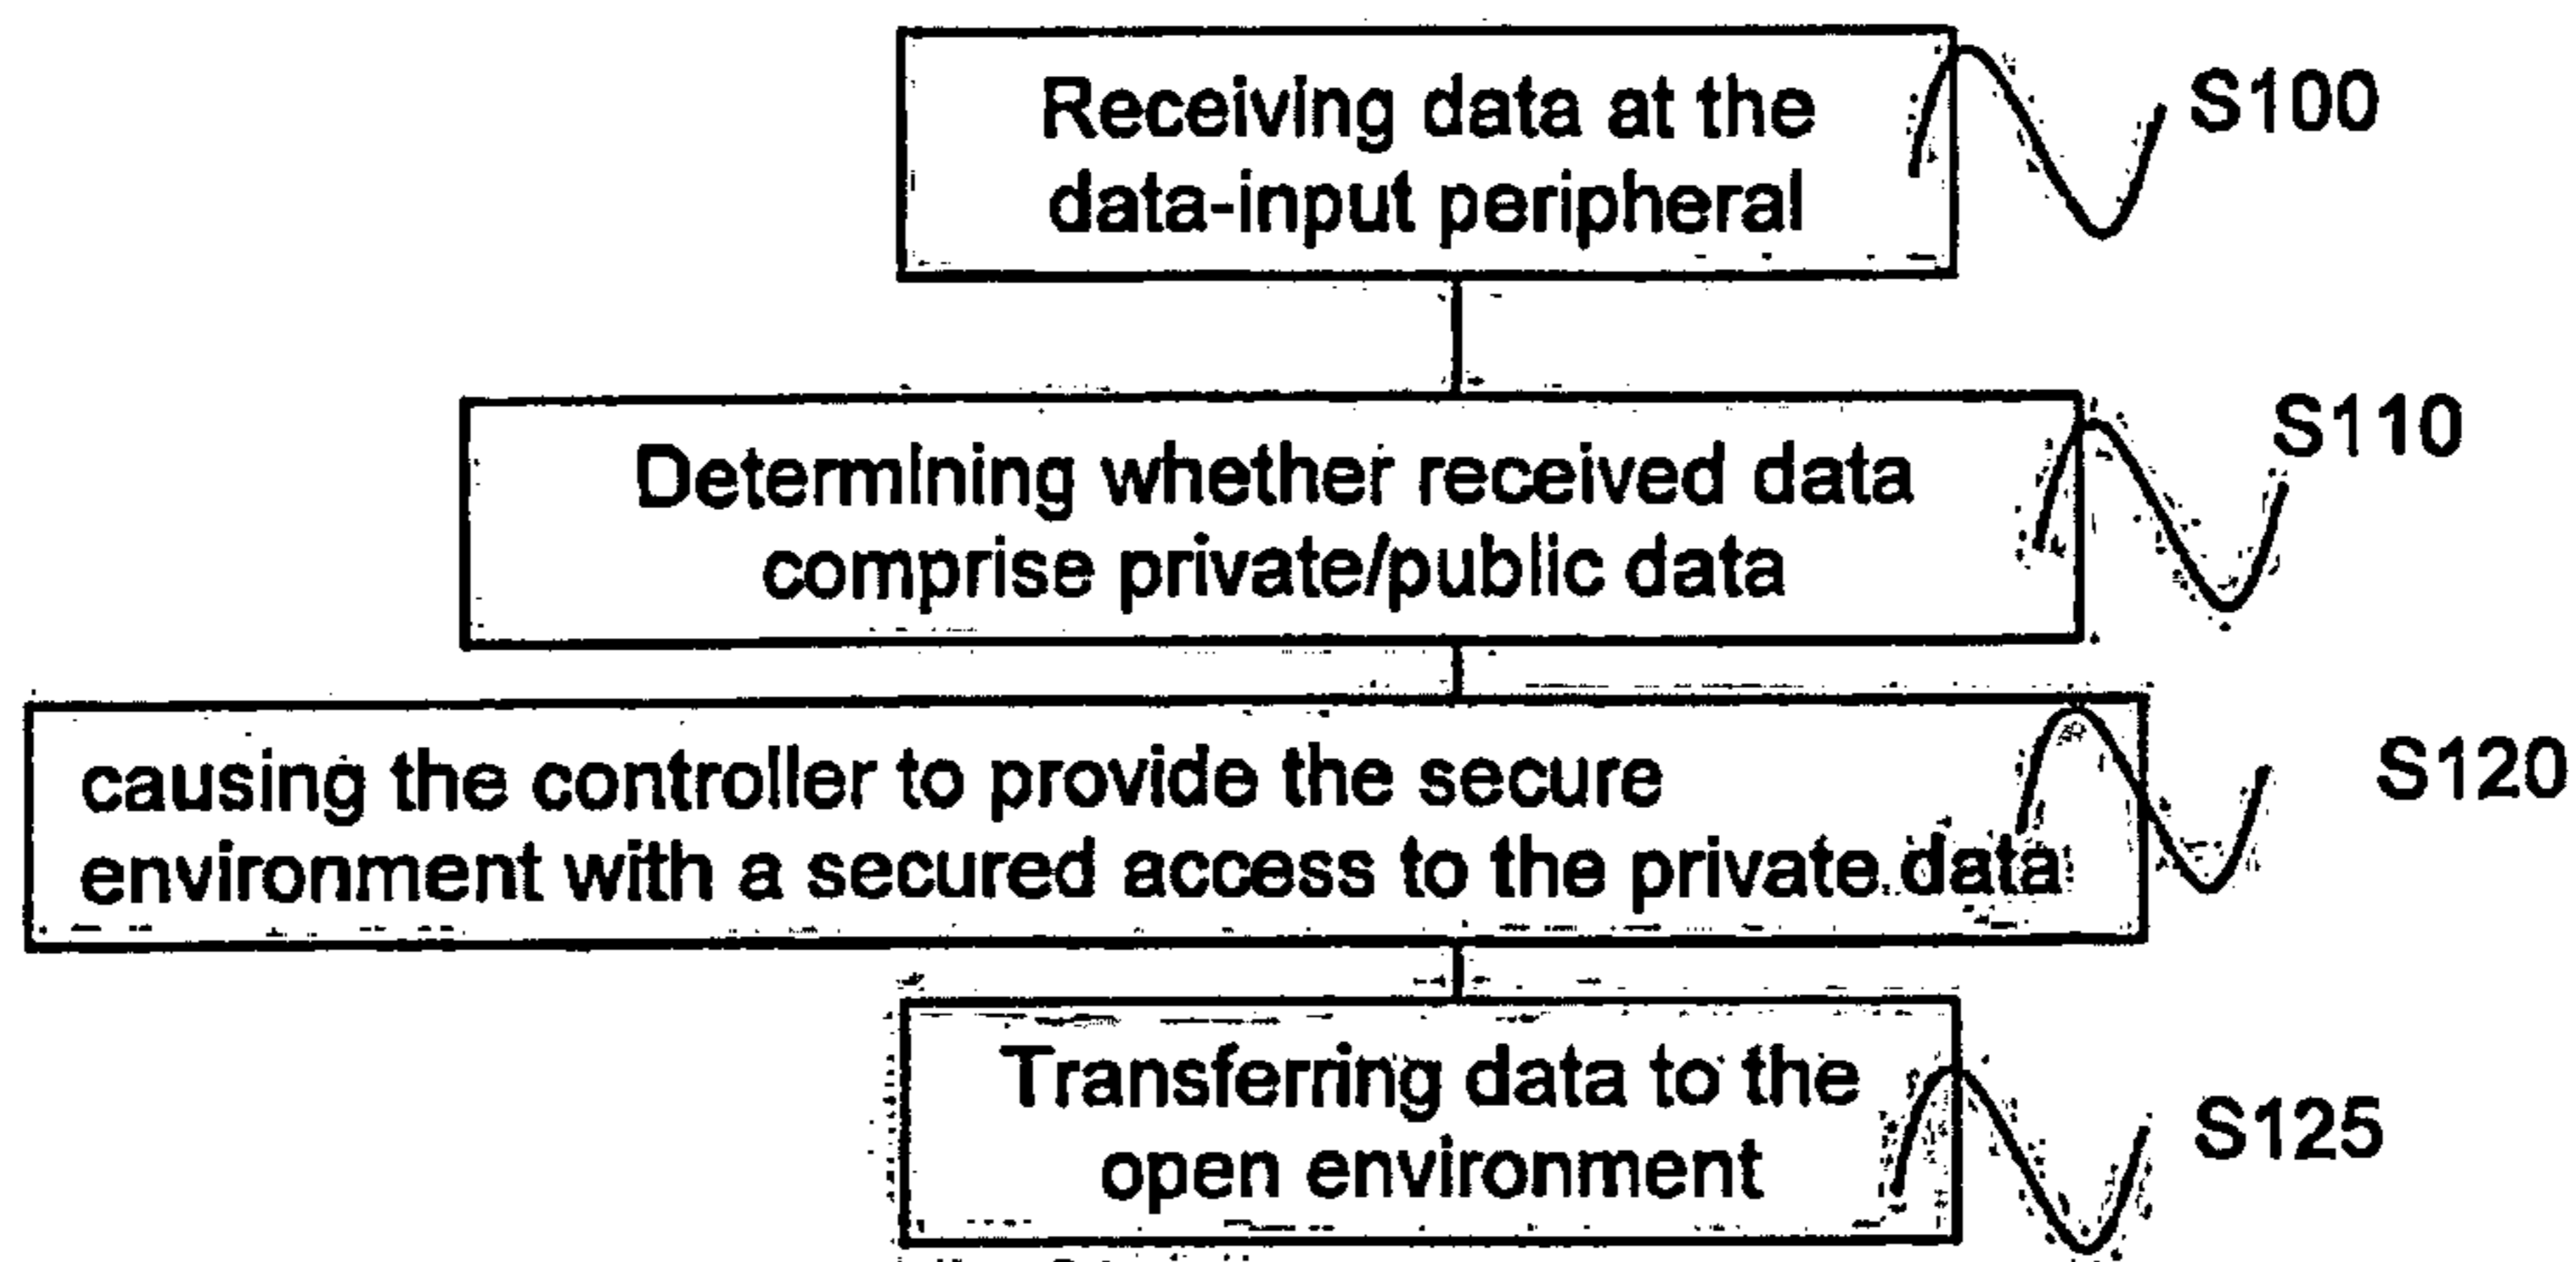 Receiving data at the
data-input peripheral
S100
Determining whether received data
comprise private/public data
S110
causing the controller to provide the secure
environment with a secured access to the private data
S120
Transferring data to the
open environment
S125